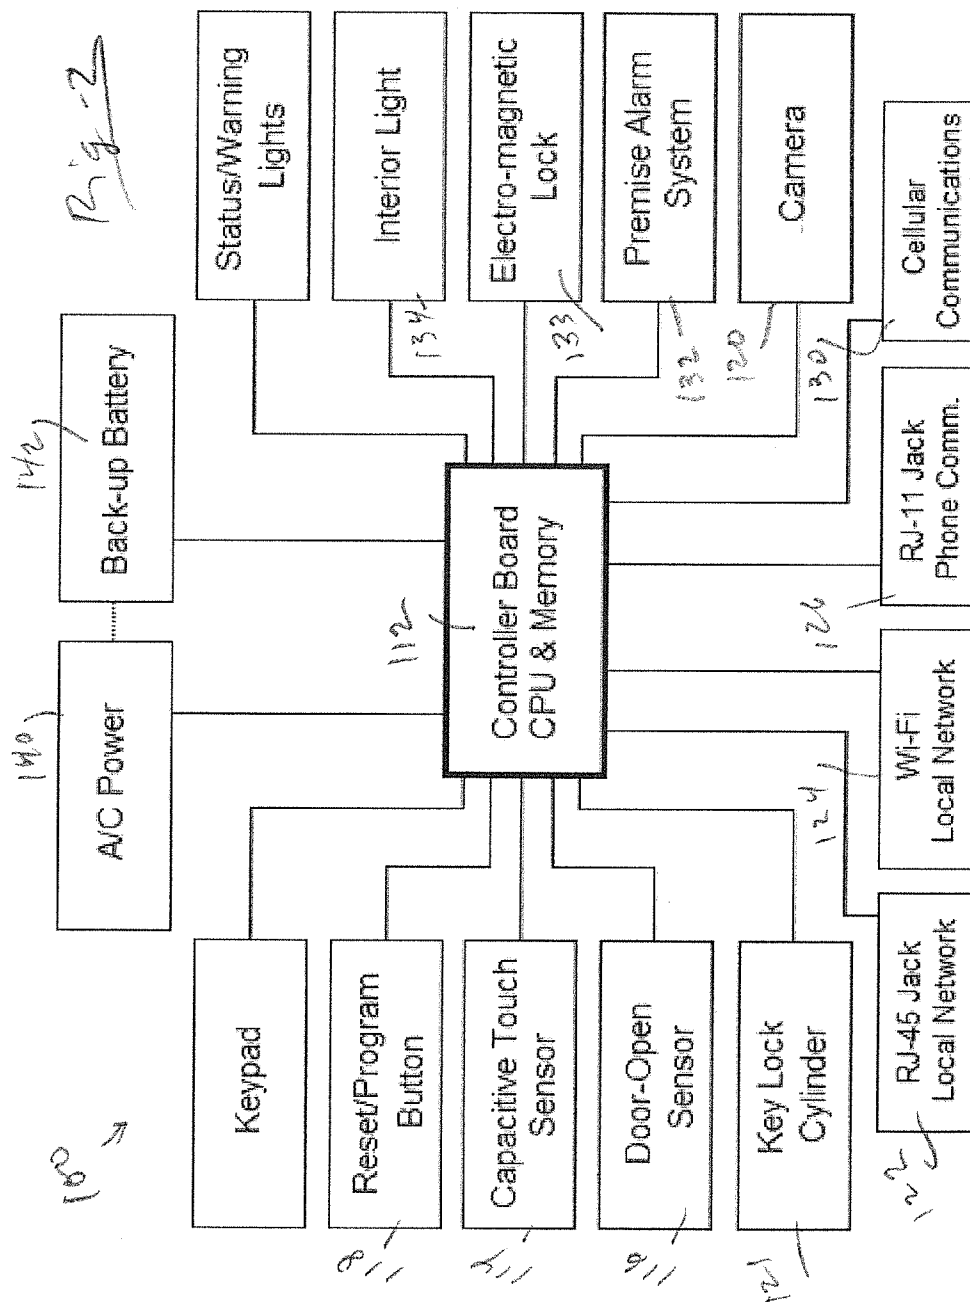 Fig-2
100
140
A/C Power
142
Back-up Battery
Keypad
Reset/Program
Button
118
Capacitive Touch
Sensor
114
Door-Open
Sensor
116
Key Lock
Cylinder
121
112
Controller Board
CPU & Memory
Status/Warning
Lights
Interior Light
134
Electro-magnetic
Lock
133
Premise Alarm
System
132
Camera
120
RJ-45 Jack
Local Network
122
Wi-Fi
Local Network
124
RJ-11 Jack
Phone Comm.
126
Cellular
Communications
130